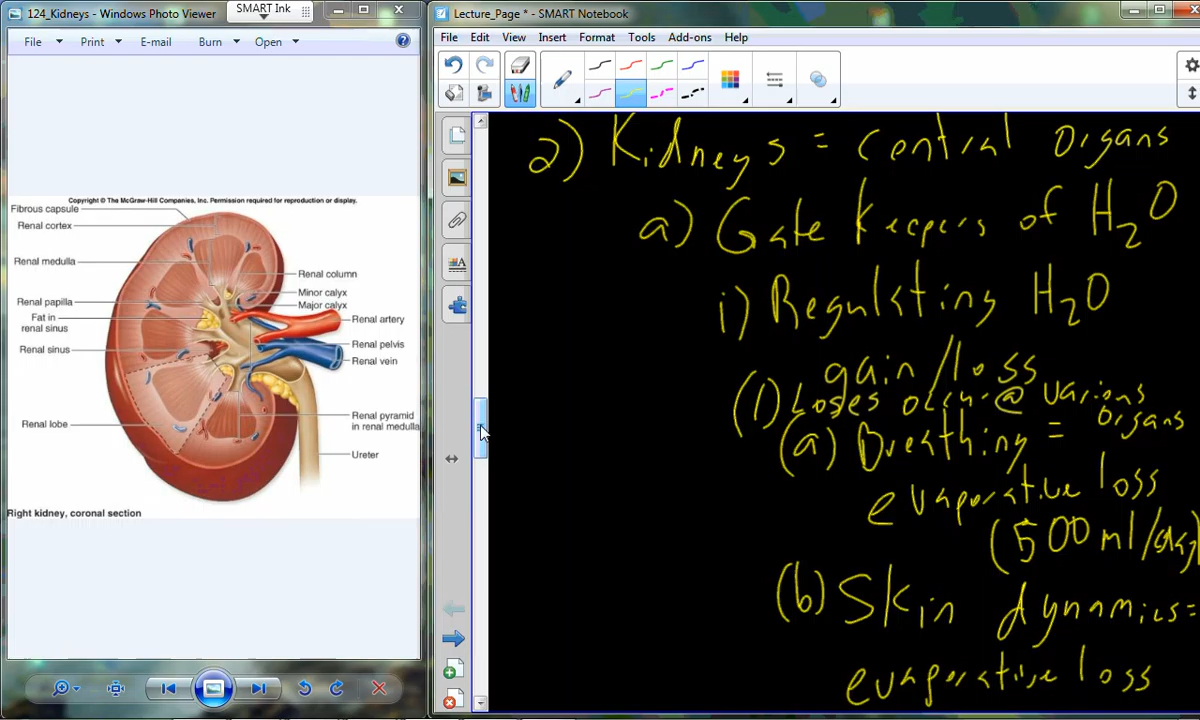 124_Kidneys - Windows Photo Viewer
SMART Ink
File Print Burn E-mail Open
Copyright © The McGraw-Hill Companies, Inc. Permission required for reproduction or display.
Fibrous capsule
Renal cortex
Renal medulla
Renal papilla
Fat in
renal sinus
Renal sinus
Renal lobe
Renal column
Minor calyx
Major calyx
Renal artery
Renal pelvis
Renal vein
Renal pyramid
in renal medulla
Ureter
Right kidney, coronal section
Lecture_Page * - SMART Notebook
File Edit View Insert Format Tools Add-ons Help
2) Kidneys = central organs
a) Gate Keepers of H2O
i) Regulating H2O
gain/loss
(1) Loses occur @ various
organs
(a) Breathing =
evaporative loss
(500 ml/day)
(b) Skin dynamics=
evaporative loss